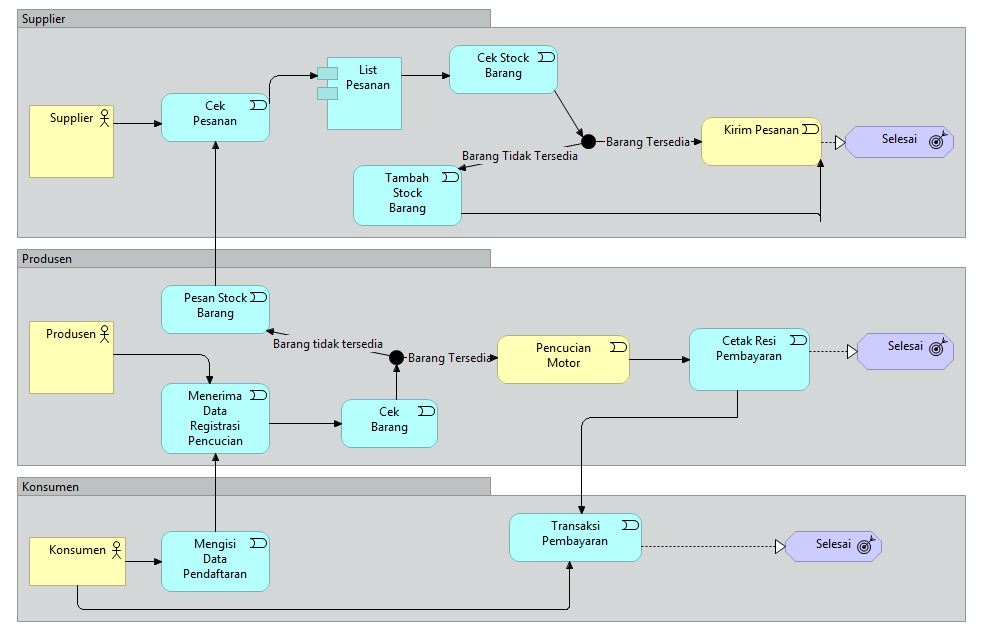 Supplier
Supplier
Cek
Pesanan
List
Pesanan
Cek Stock
Barang
Barang Tersedia
Kirim Pesanan
Selesai
Barang Tidak Tersedia
Tambah
Stock
Barang
Produsen
Produsen
Pesan Stock
Barang
Barang tidak tersedia
Barang Tersedia
Pencucian
Motor
Cetak Resi
Pembayaran
Selesai
Menerima
Data
Registrasi
Pencucian
Cek
Barang
Konsumen
Konsumen
Mengisi
Data
Pendaftaran
Transaksi
Pembayaran
Selesai